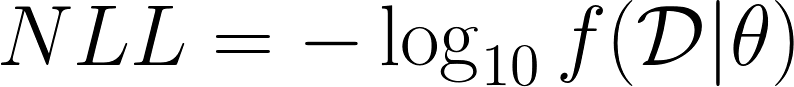 NLL = − log₁₀ f(𝒟|θ)